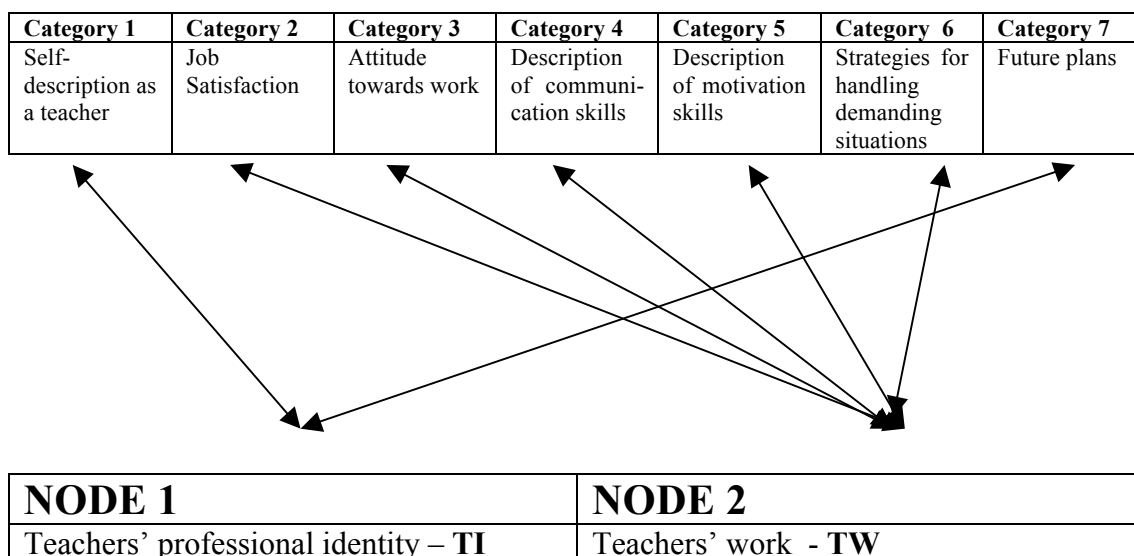 Category 1 Category 2 Category 3 Category 4 Category 5 Category 6 Category 7
Self- Job Attitude Description Description Strategies for Future plans
description as Satisfaction towards work of communi- of motivation handling
a teacher cation skills skills demanding
situations
NODE 1 NODE 2
Teachers’ professional identity – TI Teachers’ work - TW